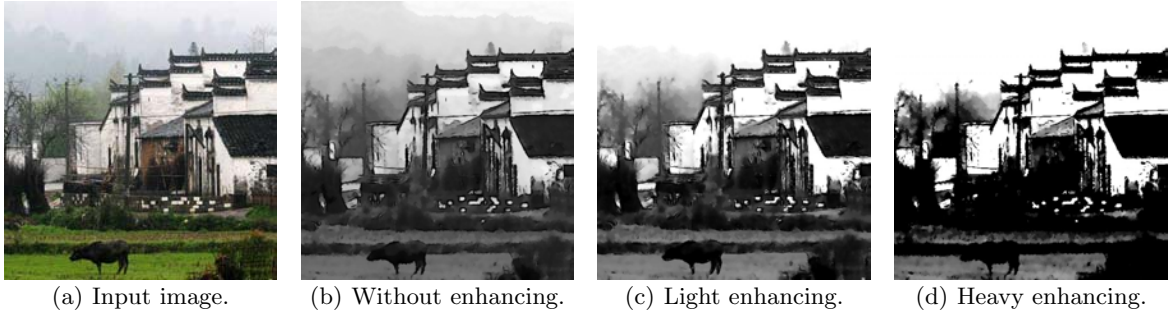 (a) Input image.
(b) Without enhancing.
(c) Light enhancing.
(d) Heavy enhancing.